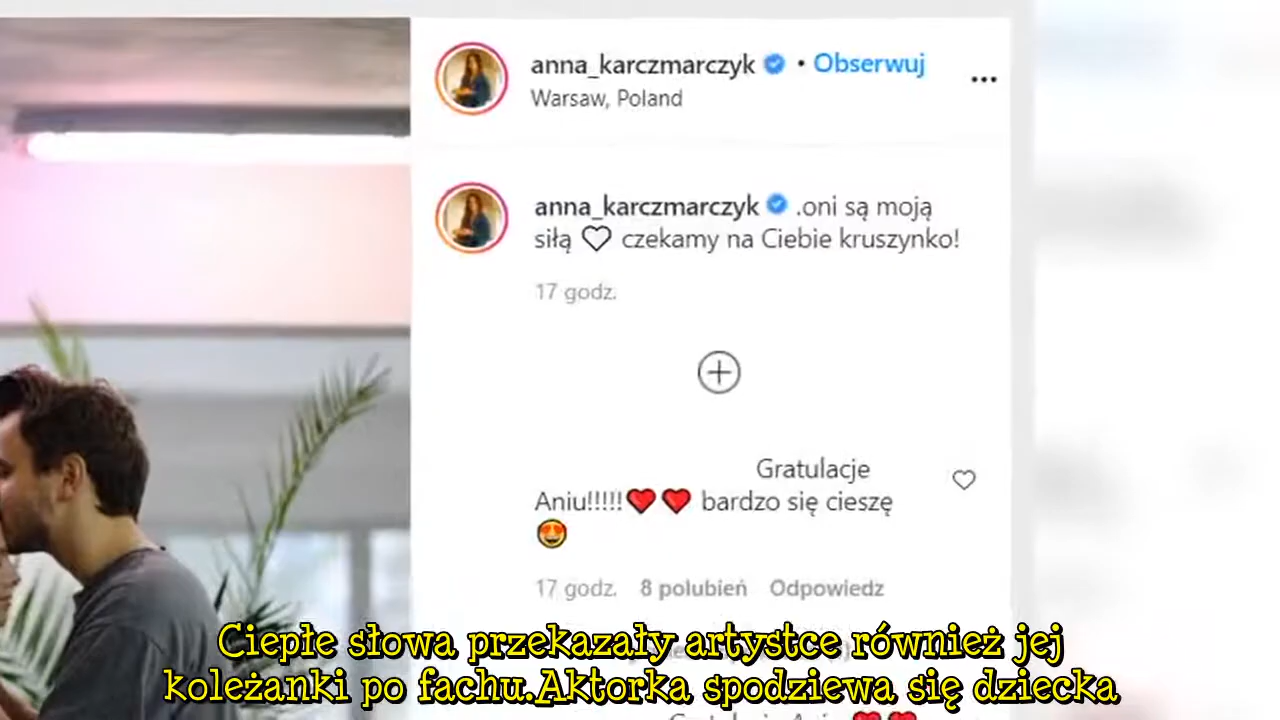 anna_karczmarczyk • Obserwuj
Warsaw, Poland
anna_karczmarczyk .oni są moją
siłą ♡ czekamy na Ciebie kruszynko!
17 godz.
Gratulacje
Aniu!!!!!❤️❤️ bardzo się cieszę
😍
17 godz. 8 polubień Odpowiedz
Ciepłe słowa przekazały artystce również jej
koleżanki po fachu.Aktorka spodziewa się dziecka